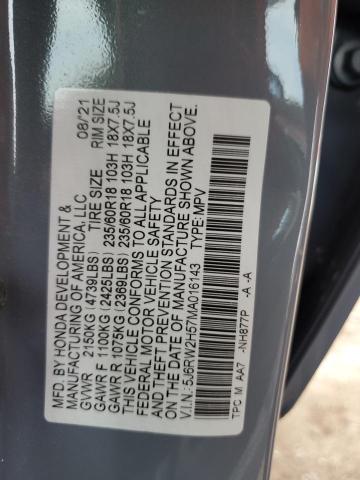 MFD. BY HONDA DEVELOPMENT & 08/21
MANUFACTURING OF AMERICA, LLC.
GVWR 2150KG (4739LBS) TIRE SIZE RIM SIZE
GAWR F 1100KG (2425LBS) 235/60R18 103H 18X7.5J
GAWR R 1075KG (2369LBS) 235/60R18 103H 18X7.5J
THIS VEHICLE CONFORMS TO ALL APPLICABLE
FEDERAL MOTOR VEHICLE SAFETY
AND THEFT PREVENTION STANDARDS IN EFFECT
ON THE DATE OF MANUFACTURE SHOWN ABOVE.
V.I.N.: 5J6RW2H57MA016143 TYPE: MPV
TPC M AA7 -NH877P -A -A